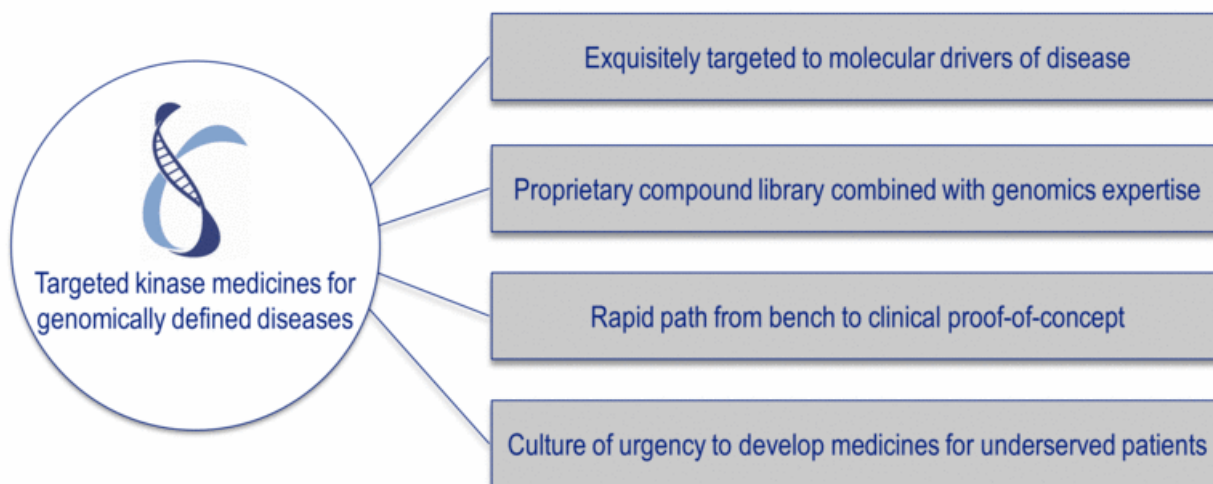 Exquisitely targeted to molecular drivers of disease
Proprietary compound library combined with genomics expertise
Targeted kinase medicines for
genomically defined diseases
Rapid path from bench to clinical proof-of-concept
Culture of urgency to develop medicines for underserved patients